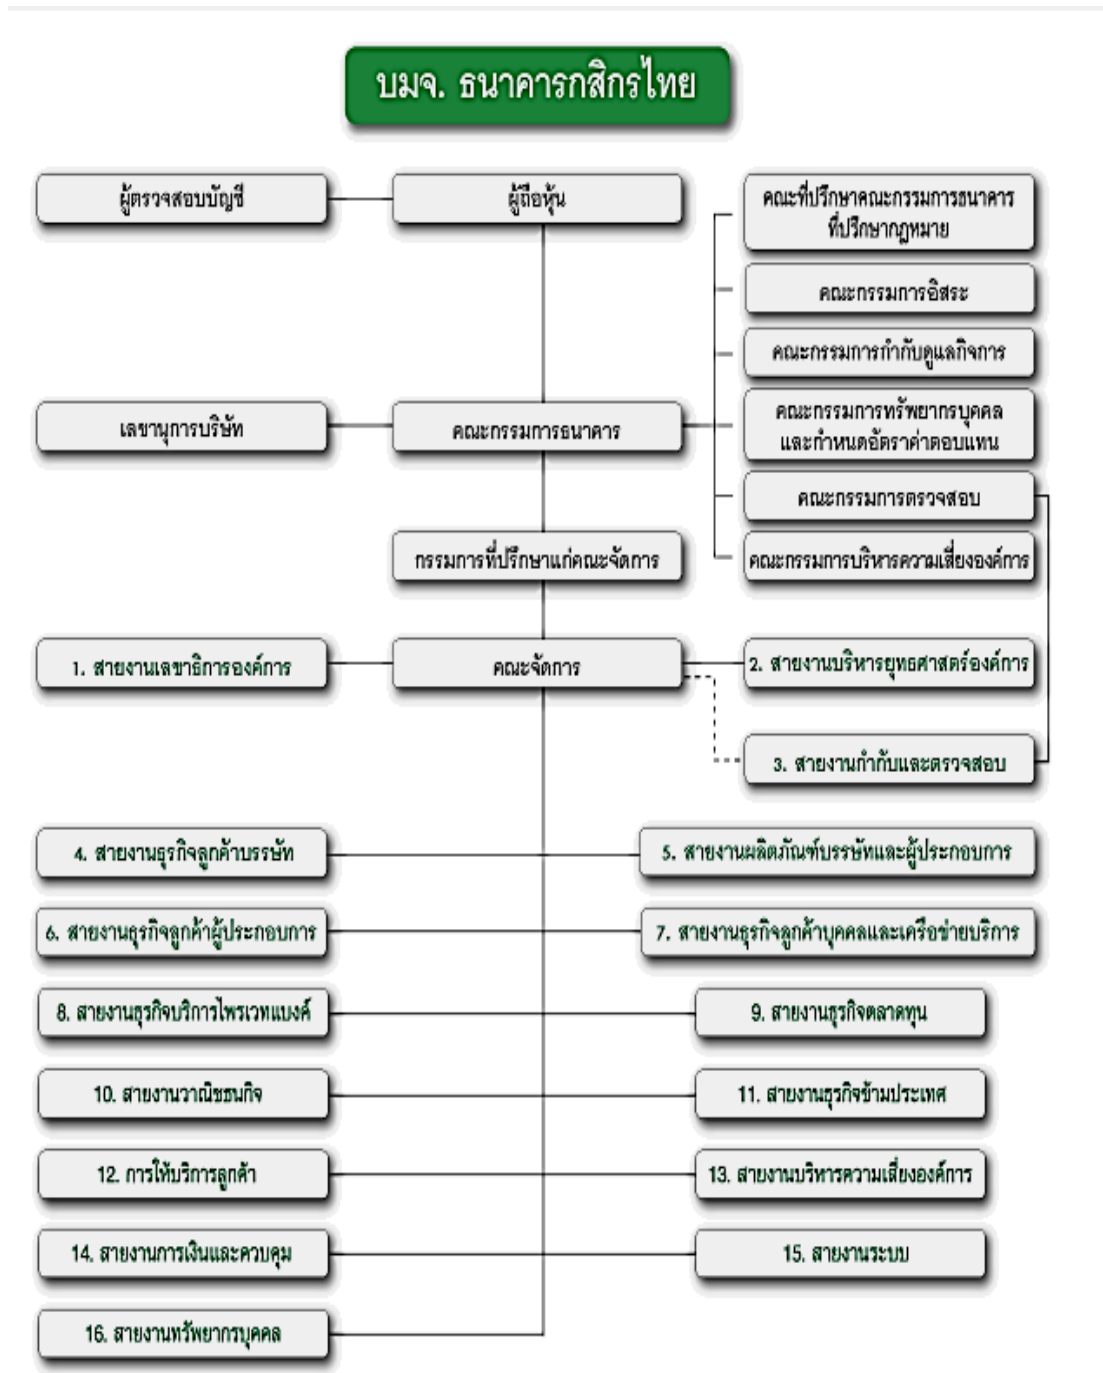 บมจ. ธนาคารกสิกรไทย
ผู้ตรวจสอบบัญชี
ผู้ถือหุ้น
คณะที่ปรึกษาคณะกรรมการธนาคาร
ที่ปรึกษากฎหมาย
คณะกรรมการอิสระ
คณะกรรมการกำกับดูแลกิจการ
เลขานุการบริษัท
คณะกรรมการธนาคาร
คณะกรรมการทรัพยากรบุคคล
และกำหนดอัตราค่าตอบแทน
คณะกรรมการตรวจสอบ
กรรมการที่ปรึกษาแก่คณะจัดการ
คณะกรรมการบริหารความเสี่ยงองค์การ
1. สายงานเลขาธิการองค์การ
คณะจัดการ
2. สายงานบริหารยุทธศาสตร์องค์การ
3. สายงานกำกับและตรวจสอบ
4. สายงานธุรกิจลูกค้าบรรษัท
5. สายงานผลิตภัณฑ์บรรษัทและผู้ประกอบการ
6. สายงานธุรกิจลูกค้าผู้ประกอบการ
7. สายงานธุรกิจลูกค้าบุคคลและเครือข่ายบริการ
8. สายงานธุรกิจบริการไพรเวทแบงค์
9. สายงานธุรกิจตลาดทุน
10. สายงานวาณิชธนกิจ
11. สายงานธุรกิจข้ามประเทศ
12. การให้บริการลูกค้า
13. สายงานบริหารความเสี่ยงองค์การ
14. สายงานการเงินและควบคุม
15. สายงานระบบ
16. สายงานทรัพยากรบุคคล